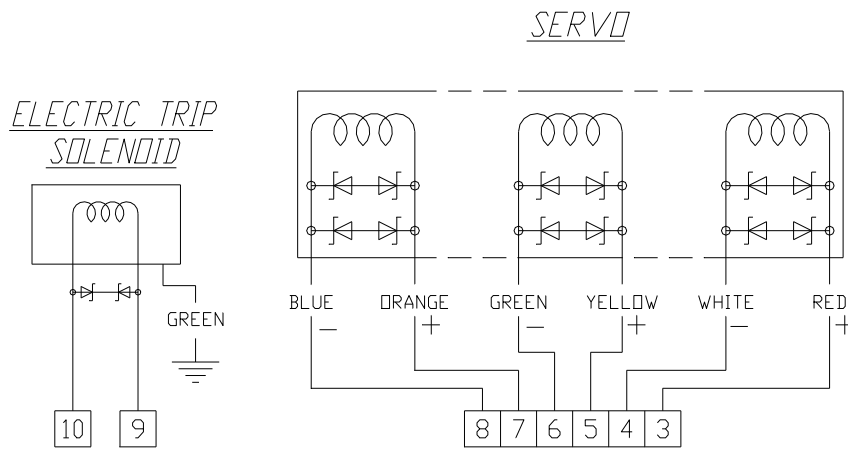 SERVO
ELECTRIC TRIP
SOLENOID
BLUE ORANGE GREEN YELLOW WHITE RED
− + − + − +
GREEN
10 9
8 7 6 5 4 3